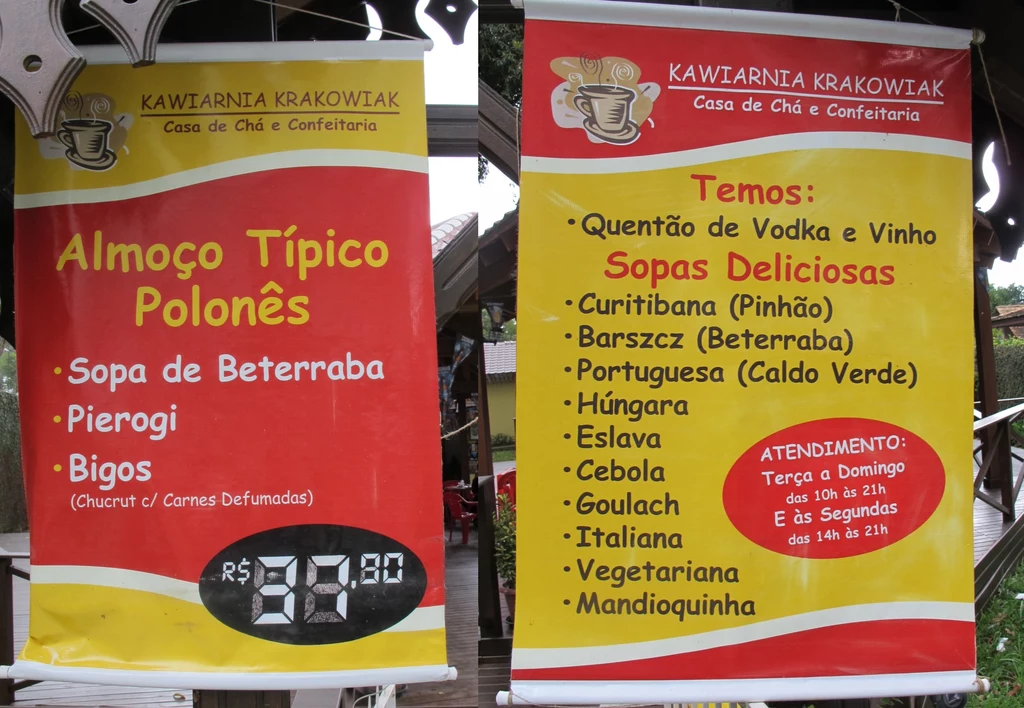 KAWIARNIA KRAKOWIAK
Casa de Chá e Confeitaria
Almoço Típico
Polonês
• Sopa de Beterraba
• Pierogi
• Bigos
(Chucrut c/ Carnes Defumadas)
R$ 37,80
KAWIARNIA KRAKOWIAK
Casa de Chá e Confeitaria
Temos:
• Quentão de Vodka e Vinho
Sopas Deliciosas
• Curitibana (Pinhão)
• Barszcz (Beterraba)
• Portuguesa (Caldo Verde)
• Húngara
• Eslava
• Cebola
• Goulach
• Italiana
• Vegetariana
• Mandioquinha
ATENDIMENTO:
Terça a Domingo
das 10h às 21h
E às Segundas
das 14h às 21h